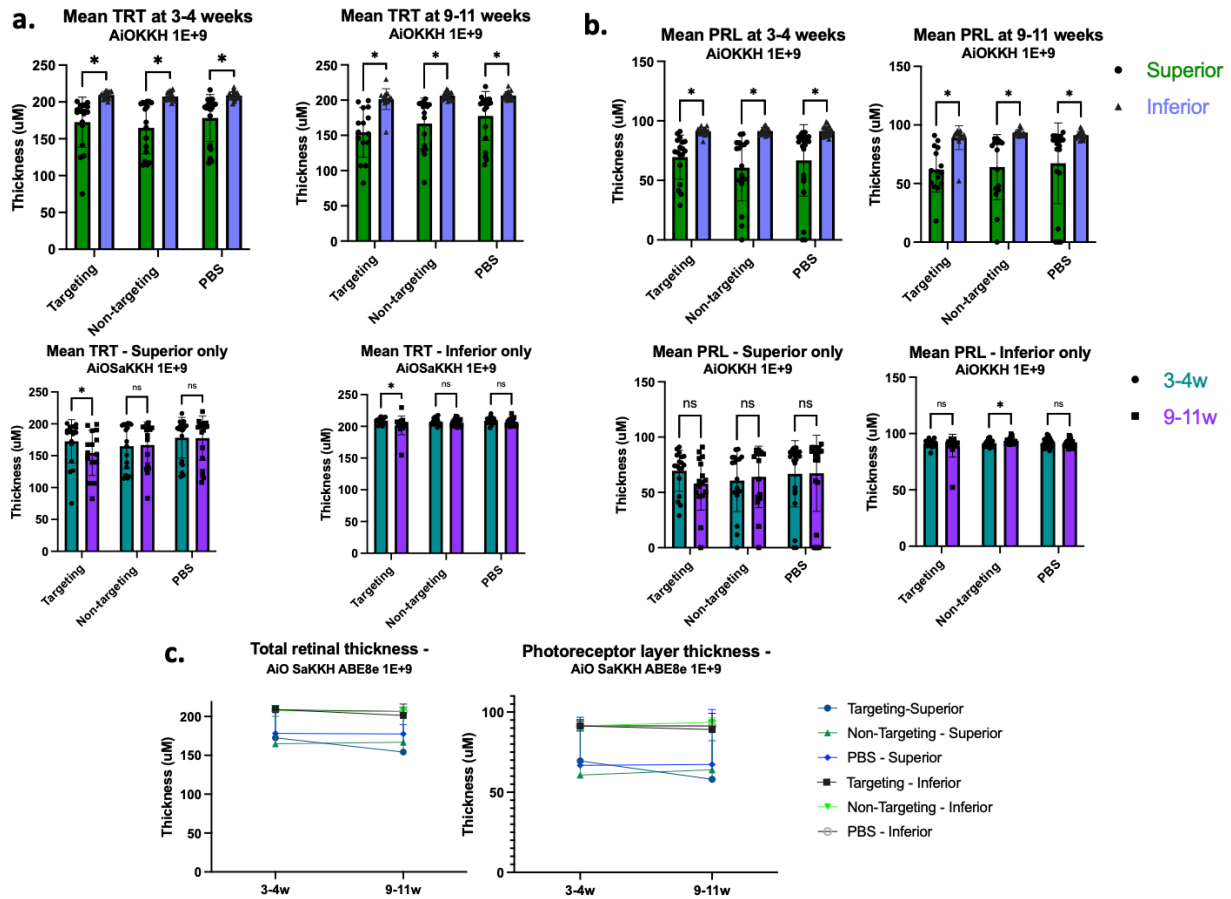 a.
Mean TRT at 3-4 weeks
AiOKKH 1E+9
Thickness (uM)
250
200
150
100
50
0
*
*
*
Targeting
Non-targeting
PBS
Mean TRT at 9-11 weeks
AiOKKH 1E+9
Thickness (uM)
250
200
150
100
50
0
*
*
*
Targeting
Non-targeting
PBS
b.
Mean PRL at 3-4 weeks
AiOKKH 1E+9
Thickness (uM)
150
100
50
0
*
*
*
Targeting
Non-targeting
PBS
Mean PRL at 9-11 weeks
AiOKKH 1E+9
Thickness (uM)
150
100
50
0
*
*
*
Targeting
Non-targeting
PBS
Superior
Inferior
Mean TRT - Superior only
AiOSaKKH 1E+9
Thickness (uM)
250
200
150
100
50
0
*
ns
ns
Targeting
Non-targeting
PBS
Mean TRT - Inferior only
AiOSaKKH 1E+9
Thickness (uM)
250
200
150
100
50
0
*
ns
ns
Targeting
Non-targeting
PBS
Mean PRL - Superior only
AiOKKH 1E+9
Thickness (uM)
150
100
50
0
ns
ns
ns
Targeting
Non-targeting
PBS
Mean PRL - Inferior only
AiOKKH 1E+9
Thickness (uM)
150
100
50
0
ns
*
ns
Targeting
Non-targeting
PBS
3-4w
9-11w
c.
Total retinal thickness -
AiO SaKKH ABE8e 1E+9
Thickness (uM)
200
150
100
50
0
3-4w
9-11w
Photoreceptor layer thickness -
AiO SaKKH ABE8e 1E+9
Thickness (uM)
100
50
0
3-4w
9-11w
Targeting-Superior
Non-Targeting - Superior
PBS - Superior
Targeting - Inferior
Non-Targeting - Inferior
PBS - Inferior